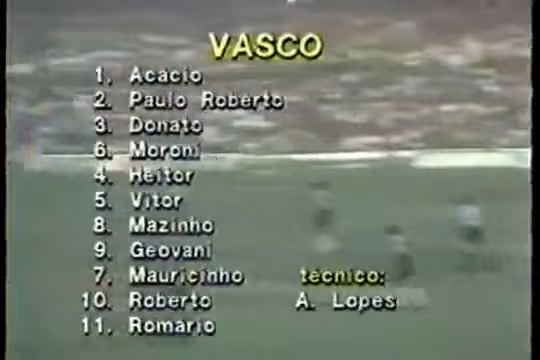 VASCO
1. Acacio
2. Paulo Roberto
3. Donato
6. Moroni
4. Heitor
5. Vitor
8. Mazinho
9. Geovani
7. Mauricinho técnico:
10. Roberto A. Lopes
11. Romario